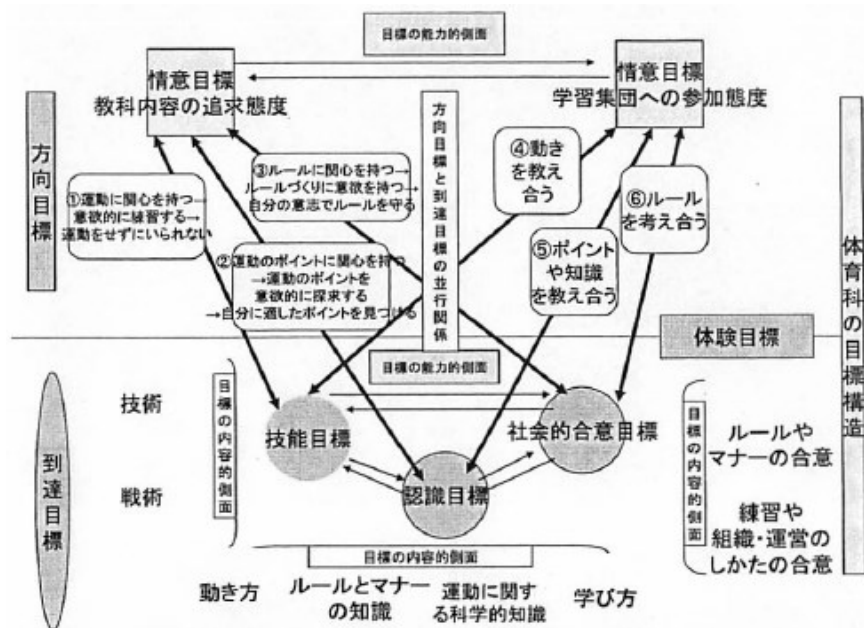 目標の能力的側面
情意目標
教科内容の追求態度
情意目標
学習集団への参加態度
方向目標
方向目標と到達目標の並行関係
体育科の目標構造
①運動に関心を持つ→
意欲的に練習する→
運動をせずにいられない
③ルールに関心を持つ→
ルールづくりに意欲を持つ→
自分の意志でルールを守る
②運動のポイントに関心を持つ
→運動のポイントを
意欲的に探求する
→自分に適したポイントを見つける
④動き
を教え
合う
⑤ポイント
や知識
を教え合う
⑥ルール
を考え合う
体験目標
目標の能力的側面
到達目標
技術
戦術
目標の内容的側面
技能目標
認識目標
社会的合意目標
目標の内容的側面
ルールや
マナーの合意
練習や
組織・運営の
しかたの合意
目標の内容的側面
動き方
ルールとマナー
の知識
運動に関す
る科学的知識
学び方